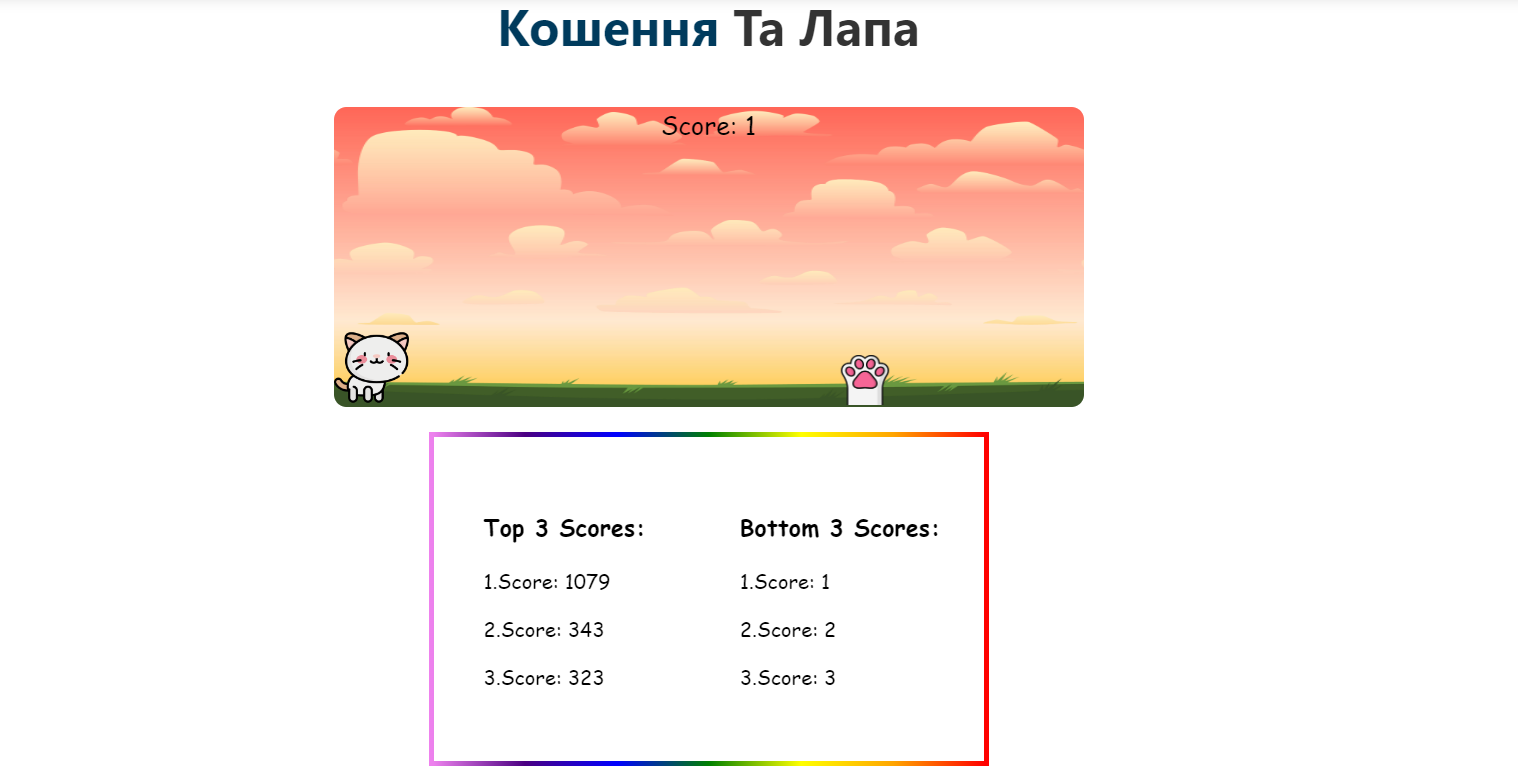 Кошення Та Лапа
Score: 1
Top 3 Scores:
1.Score: 1079
2.Score: 343
3.Score: 323
Bottom 3 Scores:
1.Score: 1
2.Score: 2
3.Score: 3